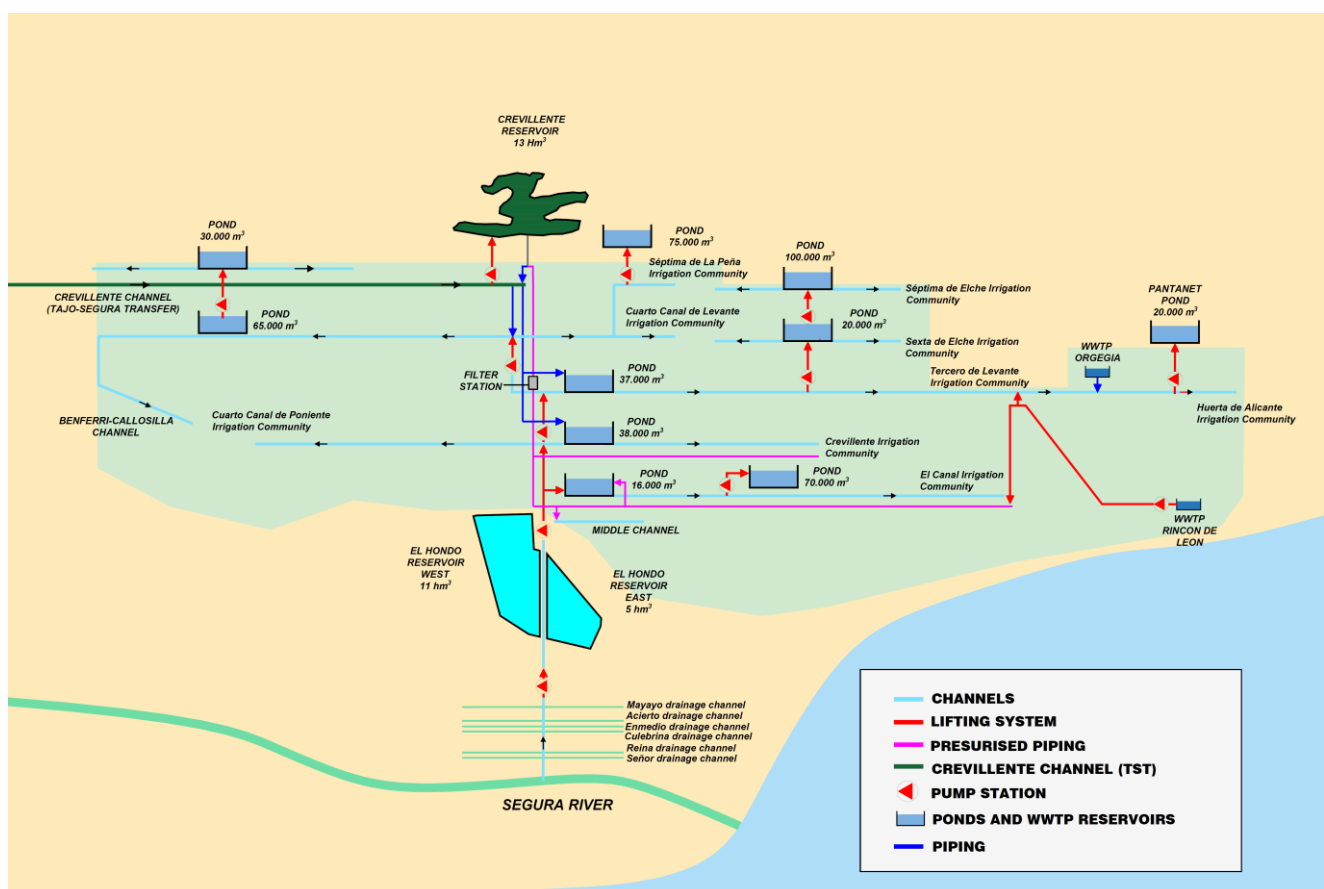 CREVILLENTE
RESERVOIR
13 Hm³
POND
30.000 m³
POND
75.000 m³
Séptima de La Peña
Irrigation Community
POND
100.000 m³
Séptima de Elche Irrigation
Community
PANTANET
POND
20.000 m³
CREVILLENTE CHANNEL
(TAJO-SEGURA TRANSFER)
POND
65.000 m³
Cuarto Canal de Levante
Irrigation Community
POND
20.000 m³
Sexta de Elche Irrigation
Community
WWTP
ORGEGIA
FILTER
STATION
POND
37.000 m³
Tercero de Levante
Irrigation Community
Huerta de Alicante
Irrigation Community
BENFERRI-CALLOSILLA
CHANNEL
Cuarto Canal de Poniente
Irrigation Community
POND
38.000 m³
Crevillente Irrigation
Community
POND
16.000 m³
POND
70.000 m³
El Canal Irrigation
Community
MIDDLE CHANNEL
WWTP
RINCON DE
LEON
EL HONDO
RESERVOIR
WEST
11 hm³
EL HONDO
RESERVOIR
EAST
5 hm³
Mayayo drainage channel
Acierto drainage channel
Enmedio drainage channel
Culebrina drainage channel
Reina drainage channel
Señor drainage channel
SEGURA RIVER
CHANNELS
LIFTING SYSTEM
PRESURISED PIPING
CREVILLENTE CHANNEL (TST)
PUMP STATION
PONDS AND WWTP RESERVOIRS
PIPING